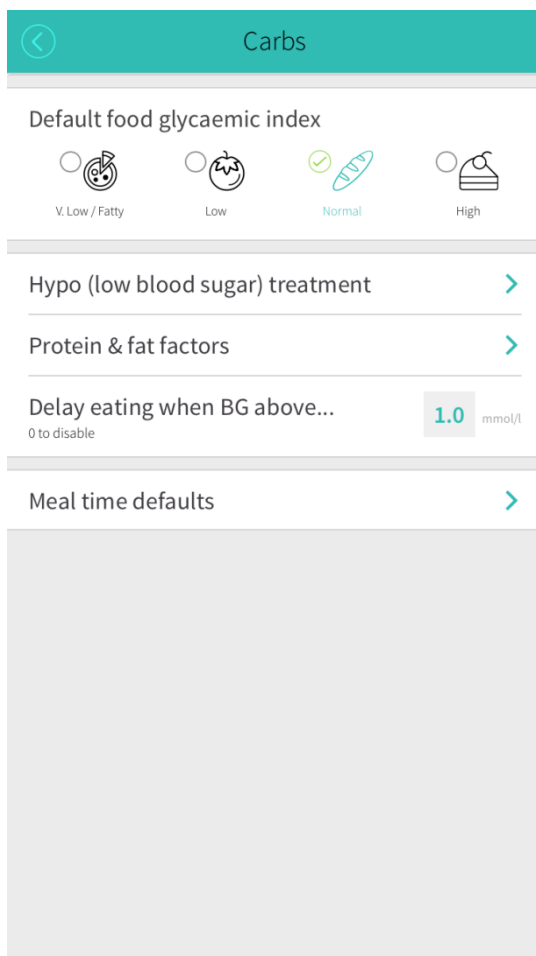 Carbs
Default food glycaemic index
V. Low / Fatty
Low
Normal
High
Hypo (low blood sugar) treatment
Protein & fat factors
Delay eating when BG above...
1.0 mmol/l
0 to disable
Meal time defaults